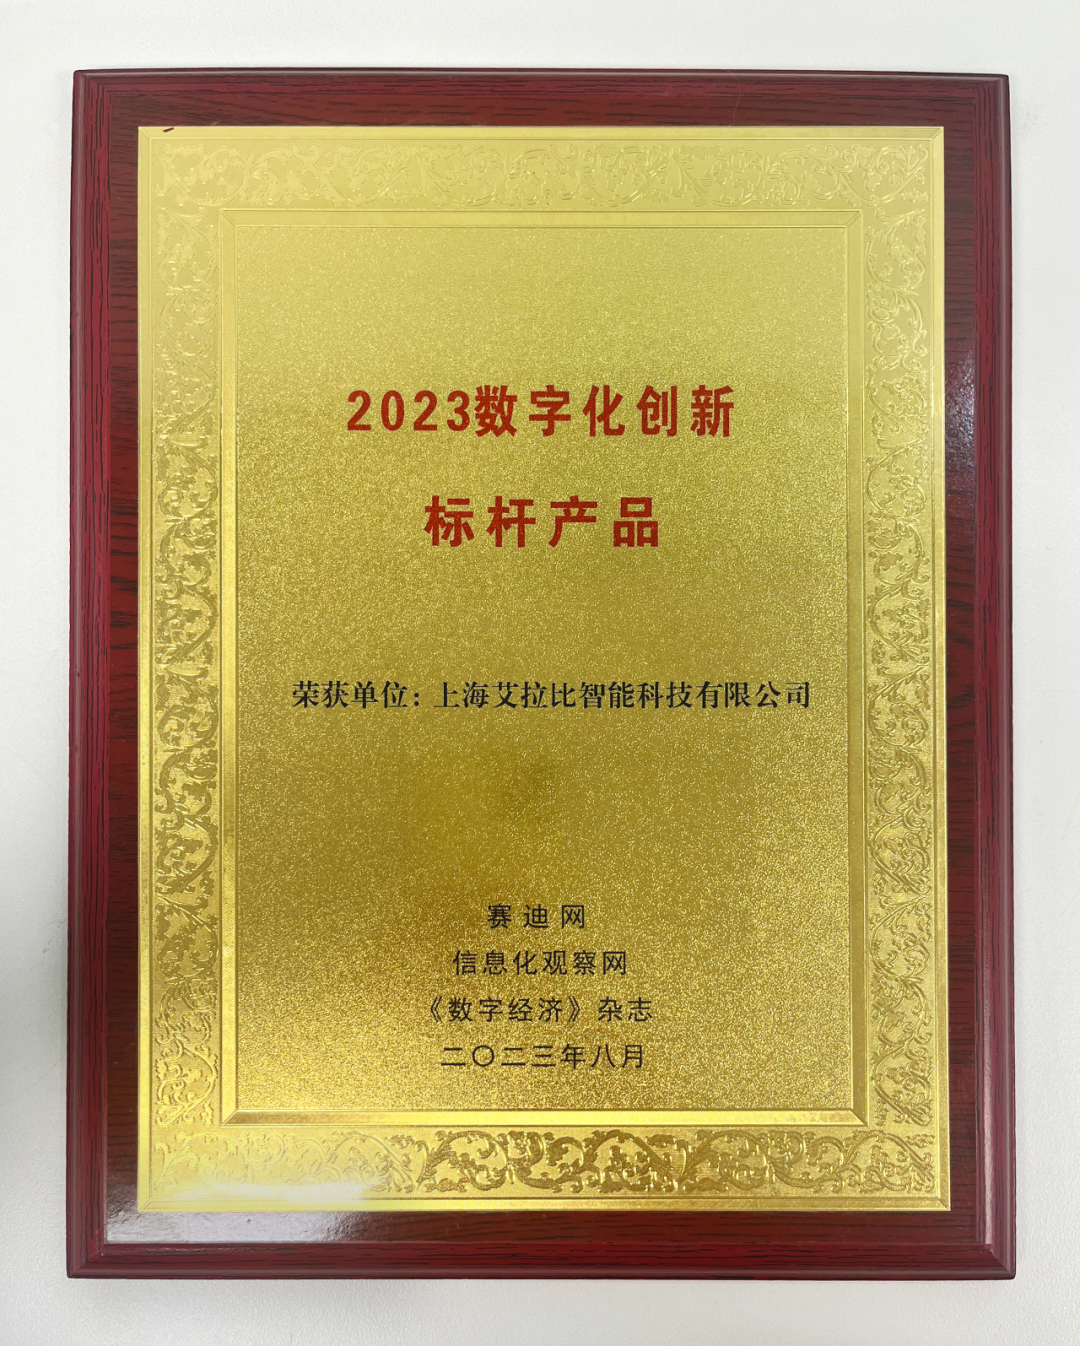 2023数字化创新
标杆产品
荣获单位：上海艾拉比智能科技有限公司
赛迪网
信息化观察网
《数字经济》杂志
二〇二三年八月